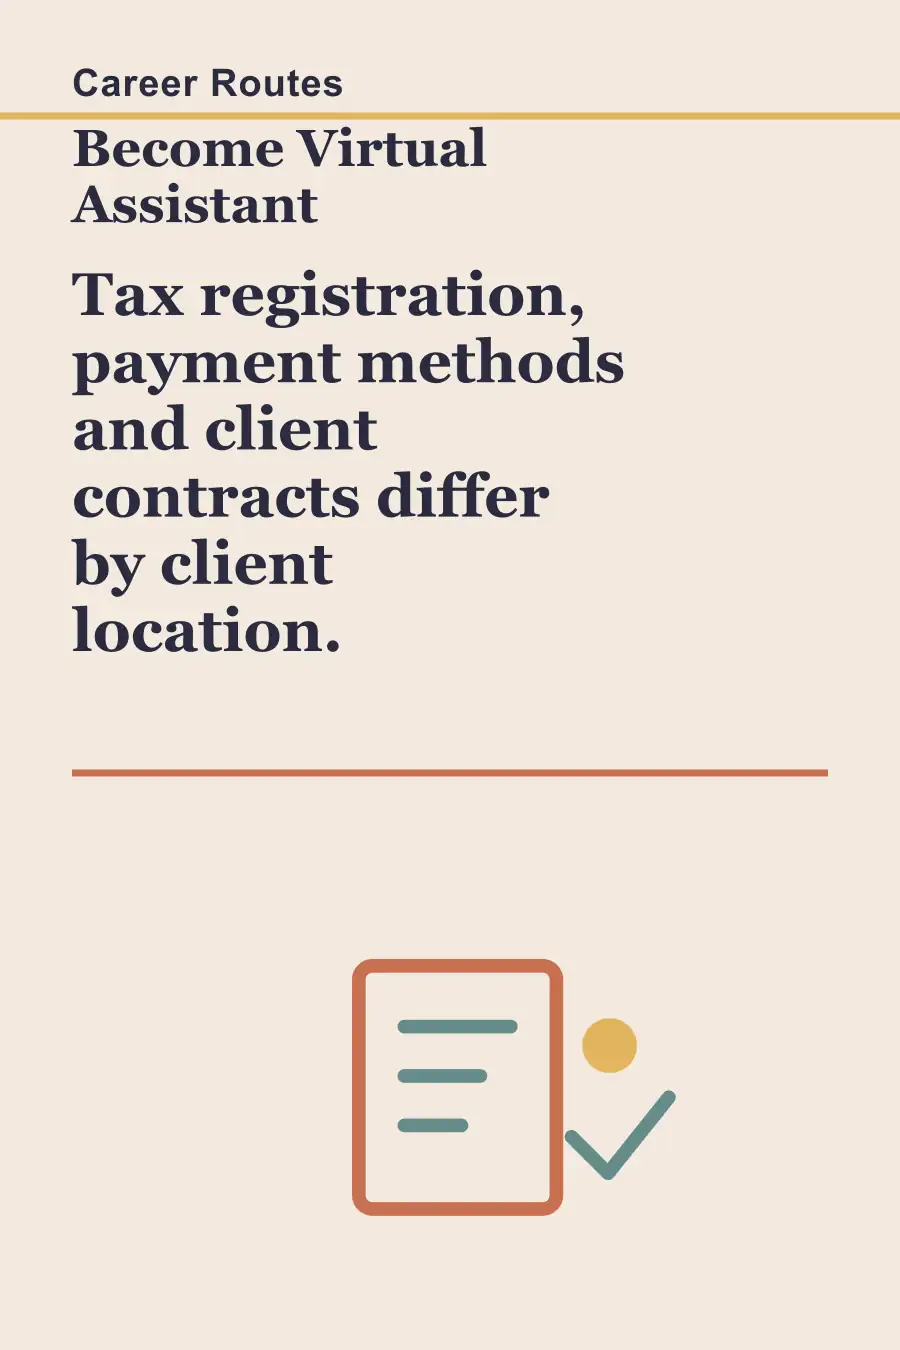 Career Routes
Become Virtual
Assistant
Tax registration,
payment methods
and client
contracts differ
by client
location.